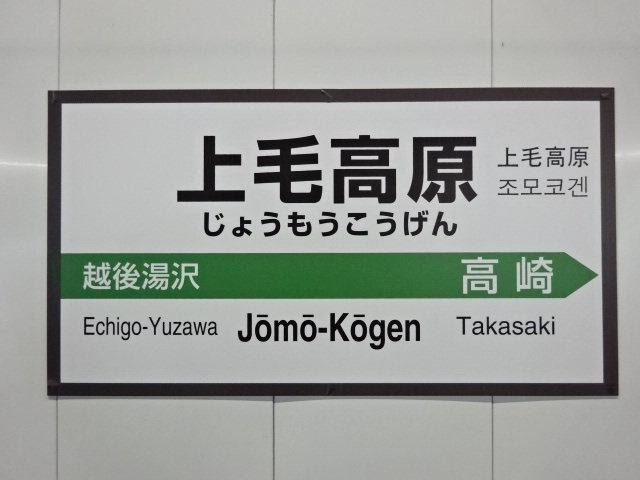 上毛高原
じょうもうこうげん
上毛高原
조모코겐
越後湯沢 高崎
Echigo-Yuzawa Jōmō-Kōgen Takasaki